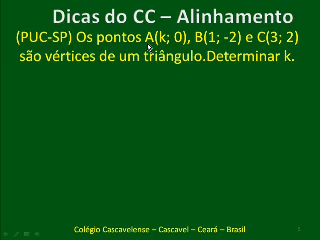 Dicas do CC – Alinhamento
(PUC-SP) Os pontos A(k; 0), B(1; -2) e C(3; 2)
são vértices de um triângulo.Determinar k.
Colégio Cascavelense – Cascavel – Ceará – Brasil